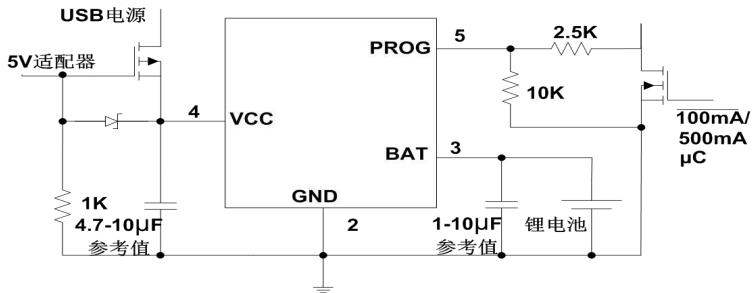 USB电源
5V适配器
4
VCC
PROG
5
2.5K
10K
100mA/
500mA
μC
BAT
3
GND
2
1K
4.7-10μF
参考值
1-10μF
参考值
锂电池